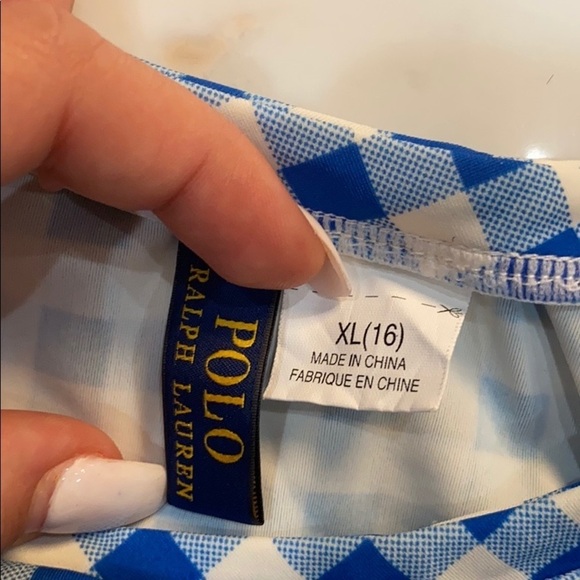 POLO
RALPH LAUREN
XL(16)
MADE IN CHINA
FABRIQUE EN CHINE